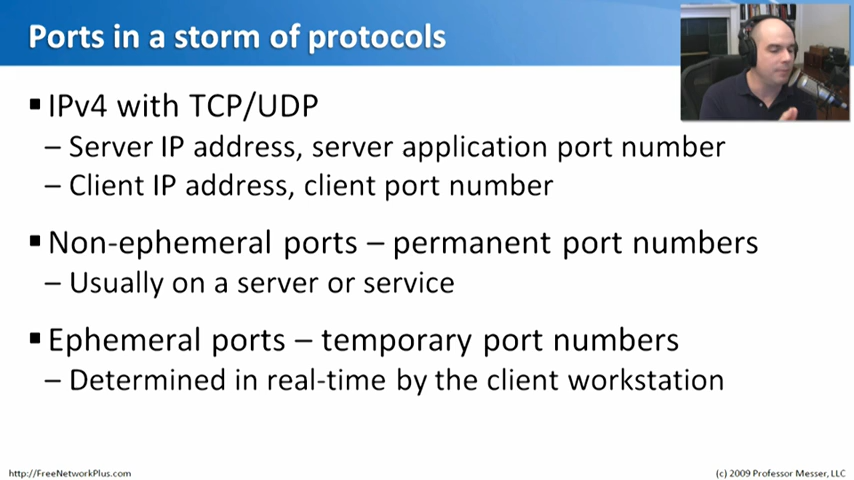 Ports in a storm of protocols
▪ IPv4 with TCP/UDP
– Server IP address, server application port number
– Client IP address, client port number
▪ Non-ephemeral ports – permanent port numbers
– Usually on a server or service
▪ Ephemeral ports – temporary port numbers
– Determined in real-time by the client workstation
http://FreeNetworkPlus.com
(c) 2009 Professor Messer, LLC